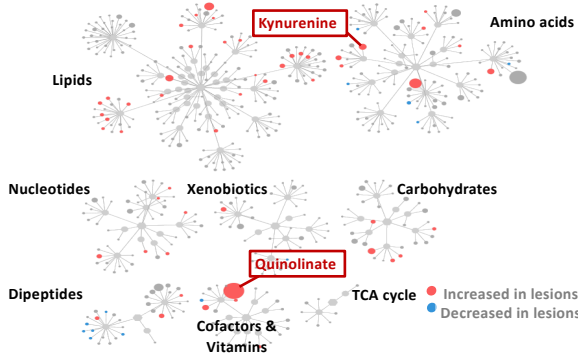 Kynurenine
Amino acids
Lipids
Nucleotides
Xenobiotics
Carbohydrates
Quinolinate
Dipeptides
TCA cycle
Increased in lesions
Decreased in lesions
Cofactors &
Vitamins